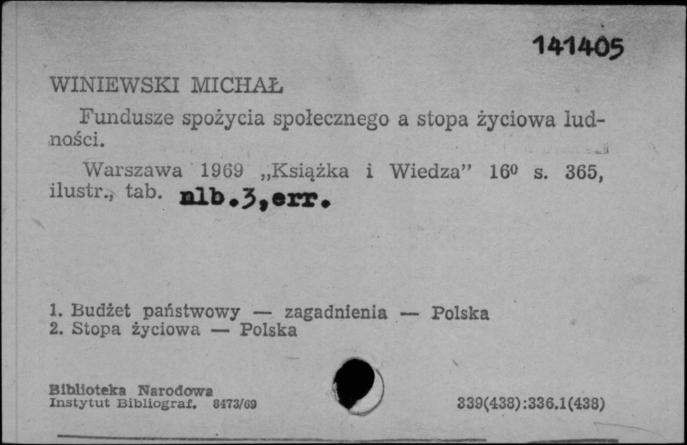 141405
WINIEWSKI MICHAŁ
Fundusze spożycia społecznego a stopa życiowa lud-
ności.
Warszawa 1969 „Książka i Wiedza” 16⁰ s. 365,
ilustr., tab. nlb.3,err.
1. Budżet państwowy — zagadnienia — Polska
2. Stopa życiowa — Polska
Biblioteka Narodowa
Instytut Bibliograf. 8473/69
339(438):336.1(438)